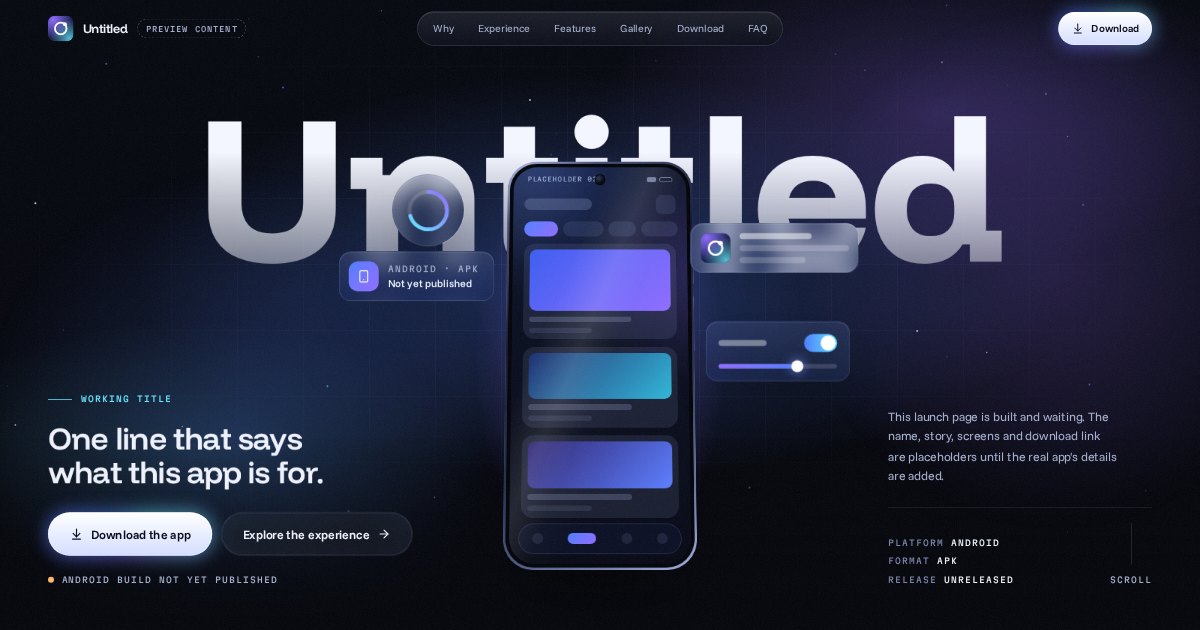 Untitled
PREVIEW CONTENT
Why
Experience
Features
Gallery
Download
FAQ
Download
Untitled
PLACEHOLDER
ANDROID · APK
Not yet published
WORKING TITLE
One line that says
what this app is for.
Download the app
Explore the experience
ANDROID BUILD NOT YET PUBLISHED
This launch page is built and waiting. The
name, story, screens and download link
are placeholders until the real app's details
are added.
PLATFORM ANDROID
FORMAT APK
RELEASE UNRELEASED
SCROLL